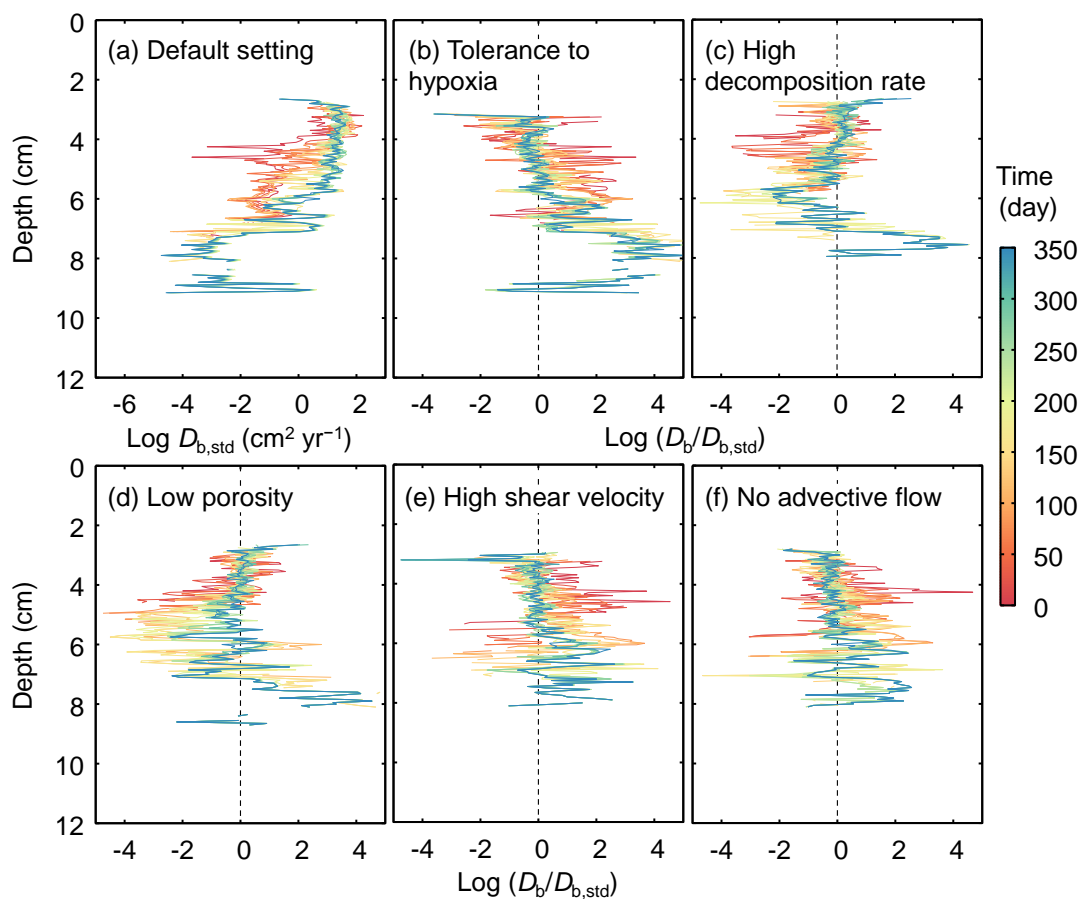 (a) Default setting
(b) Tolerance to
hypoxia
(c) High
decomposition rate
0
2
4
6
8
10
12
Depth (cm)
-6 -4 -2 0 2
Log D_b,std (cm² yr⁻¹)
-4 -2 0 2 4
-4 -2 0 2 4
Log (D_b/D_b,std)
Time
(day)
350
300
250
200
150
100
50
0
(d) Low porosity
(e) High shear velocity
(f) No advective flow
0
2
4
6
8
10
12
Depth (cm)
-4 -2 0 2 4
-4 -2 0 2 4
-4 -2 0 2 4
Log (D_b/D_b,std)